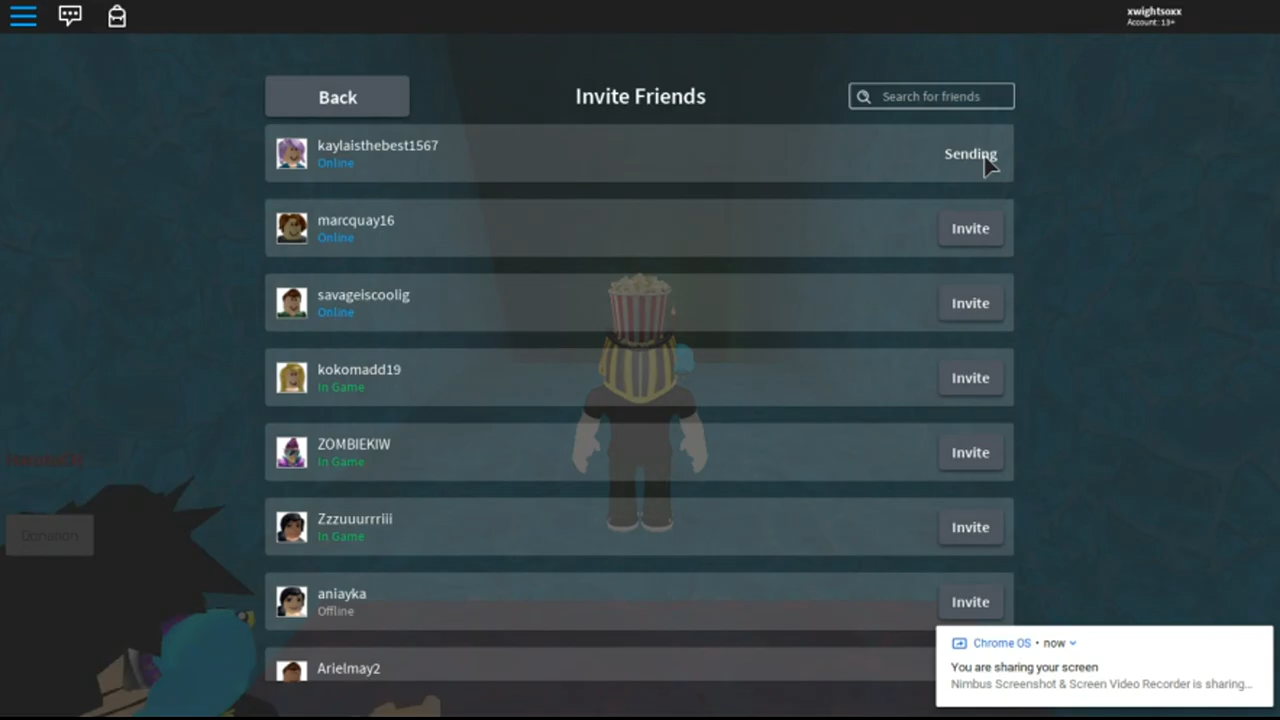 xwightsoxx
Account: 13+
Back
Invite Friends
Search for friends
kaylaisthebest1567
Online
Sending
marcquay16
Online
Invite
savageIscoolig
Online
Invite
kokomadd19
In Game
Invite
ZOMBIEKIW
In Game
Invite
Zzzuuurrriii
In Game
Invite
aniayka
Offline
Invite
Arielmay2
Donation
Chrome OS • now
You are sharing your screen
Nimbus Screenshot & Screen Video Recorder is sharing...